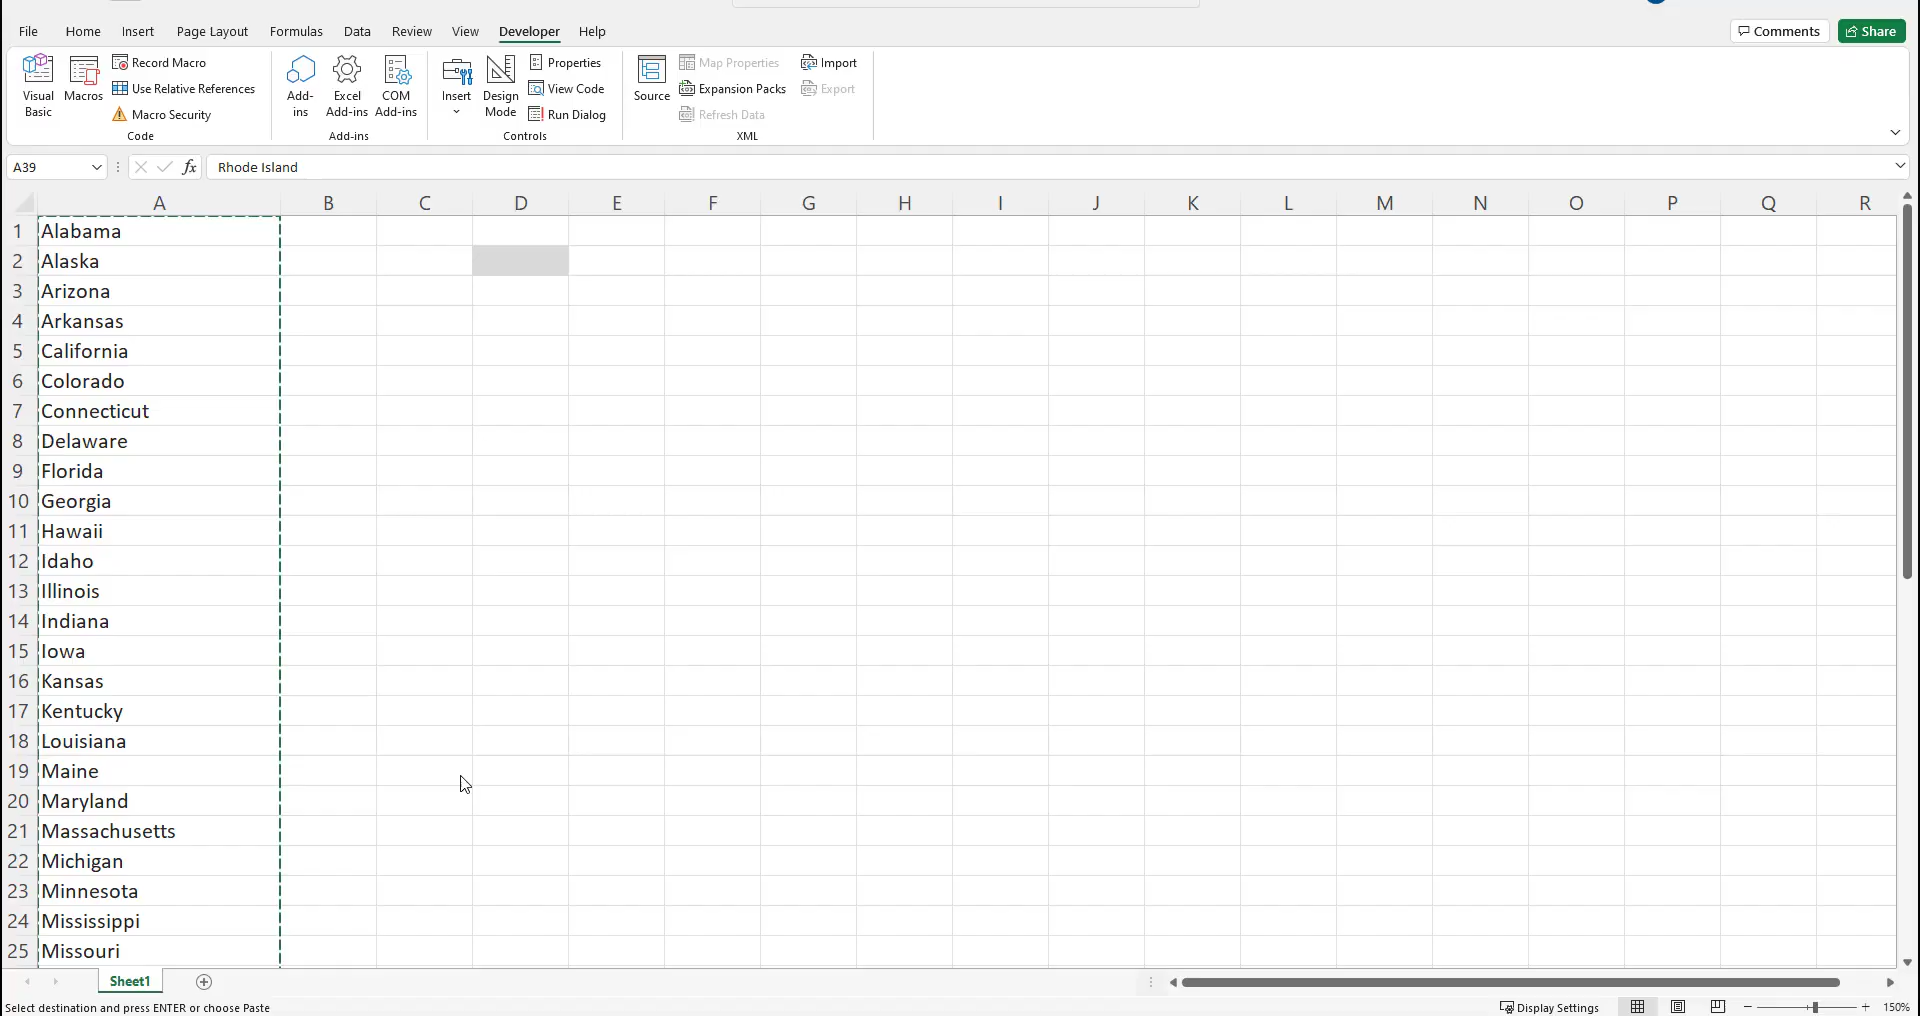 File Home Insert Page Layout Formulas Data Review View Developer Help Comments Share
Visual Basic
Macros
Record Macro
Use Relative References
Macro Security
Code
Add-ins
Excel Add-ins
COM Add-ins
Add-ins
Insert
Design Mode
Properties
View Code
Run Dialog
Controls
Source
Map Properties
Expansion Packs
Refresh Data
Import
Export
XML
A39 fx Rhode Island
A B C D E F G H I J K L M N O P Q R
1 Alabama
2 Alaska
3 Arizona
4 Arkansas
5 California
6 Colorado
7 Connecticut
8 Delaware
9 Florida
10 Georgia
11 Hawaii
12 Idaho
13 Illinois
14 Indiana
15 Iowa
16 Kansas
17 Kentucky
18 Louisiana
19 Maine
20 Maryland
21 Massachusetts
22 Michigan
23 Minnesota
24 Mississippi
25 Missouri
Sheet1
Select destination and press ENTER or choose Paste Display Settings 150%